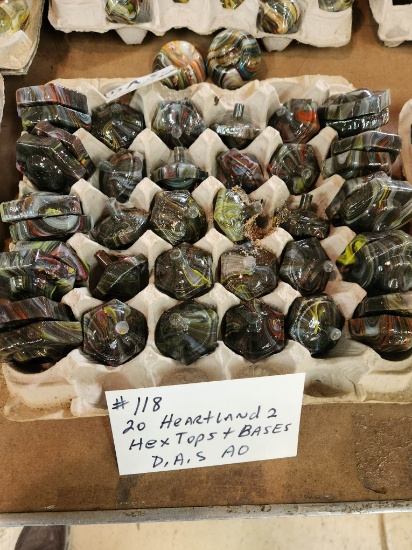 # 118
20 Heartland 2
Hex Tops + Bases
D.A.S AO